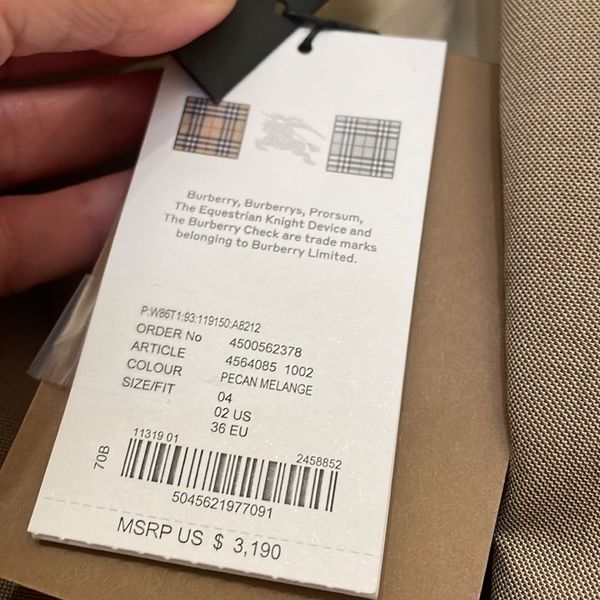 Burberry, Burberrys, Prorsum,
The Equestrian Knight Device and
The Burberry Check are trade marks
belonging to Burberry Limited.
P:W86T1:93:119150:A8212
ORDER No 4500562378
ARTICLE 4564085 1002
COLOUR PECAN MELANGE
SIZE/FIT 04
02 US
36 EU
70B
11319 01 2458852
5045621977091
MSRP US $ 3,190